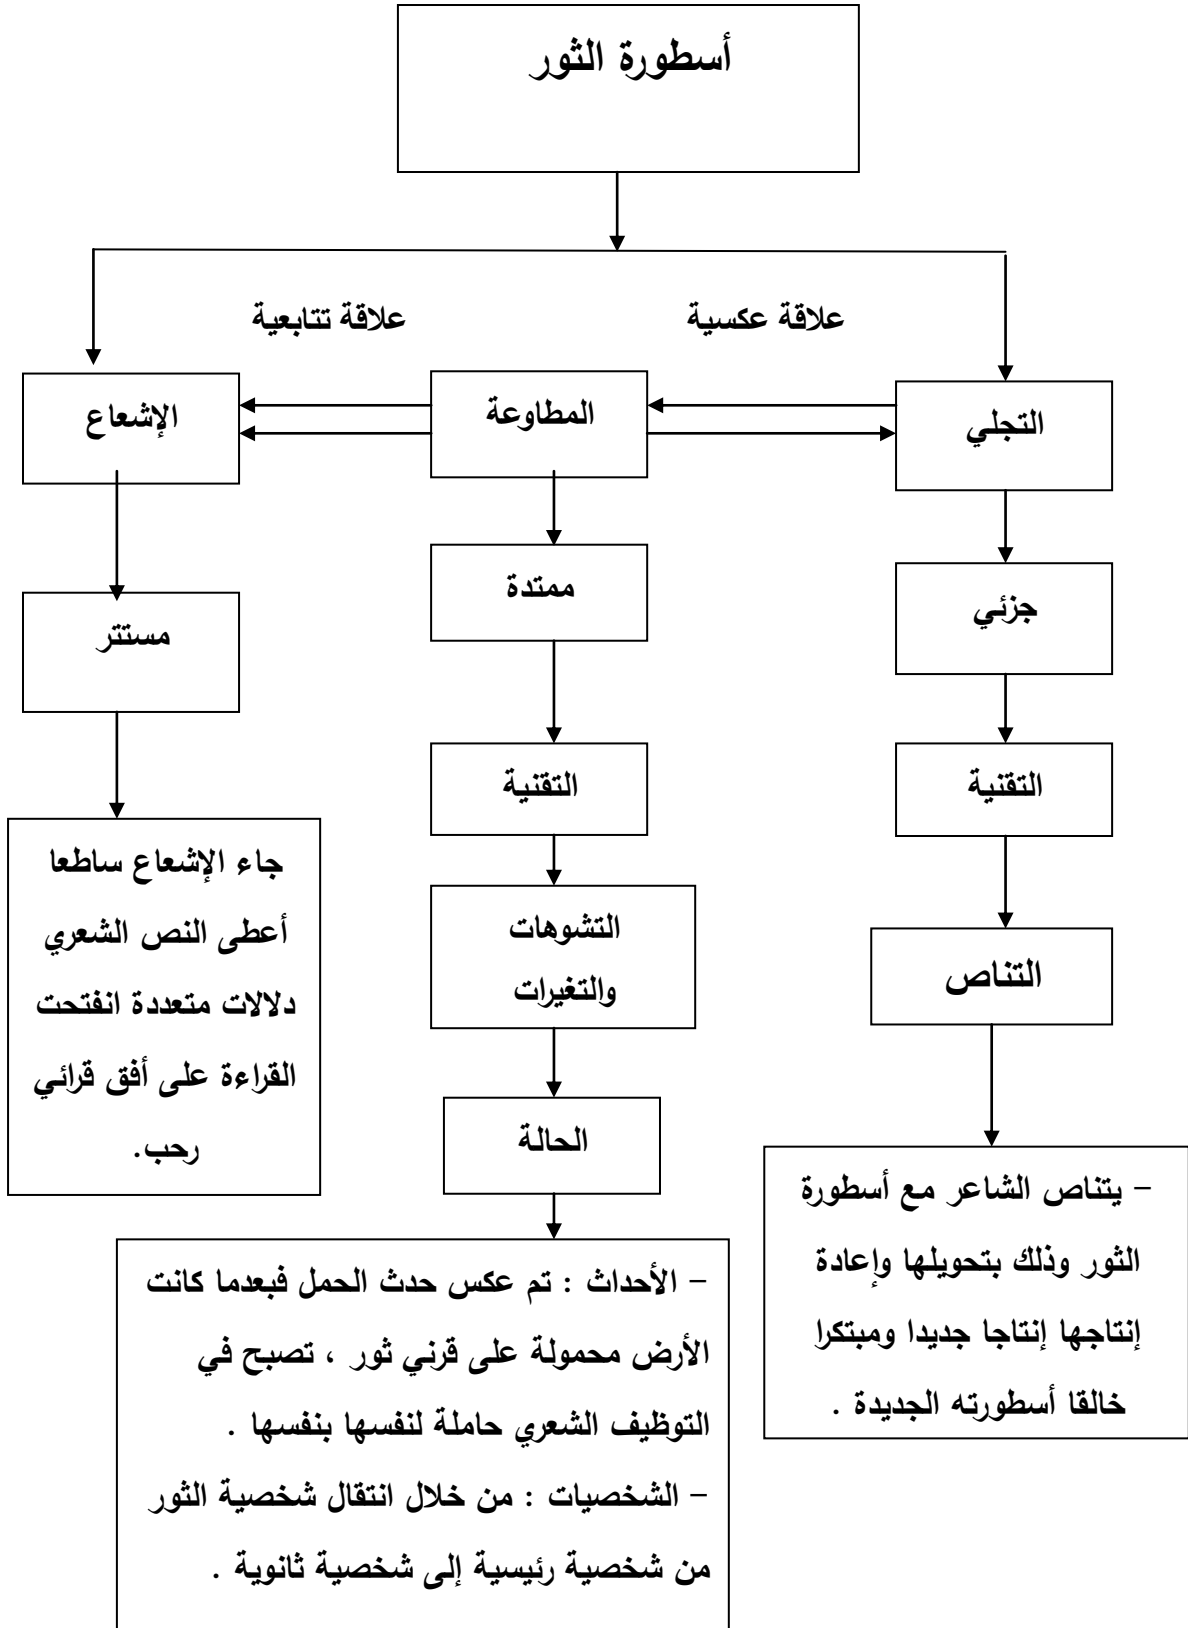 أسطورة الثور
علاقة عكسية
علاقة تتابعية
التجلي
المطاوعة
الإشعاع
جزئي
ممتدة
مستتر
التقنية
التقنية
جاء الإشعاع ساطعا
أعطى النص الشعري
دلالات متعددة انفتحت
القراءة على أفق قرائي
رحب.
التشوهات
والتغيرات
التناص
الحالة
– يتناص الشاعر مع أسطورة
الثور وذلك بتحويلها وإعادة
إنتاجها إنتاجا جديدا ومبتكرا
خالقا أسطورته الجديدة .
– الأحداث : تم عكس حدث الحمل فبعدما كانت
الأرض محمولة على قرني ثور ، تصبح في
التوظيف الشعري حاملة لنفسها بنفسها .
– الشخصيات : من خلال انتقال شخصية الثور
من شخصية رئيسية إلى شخصية ثانوية .